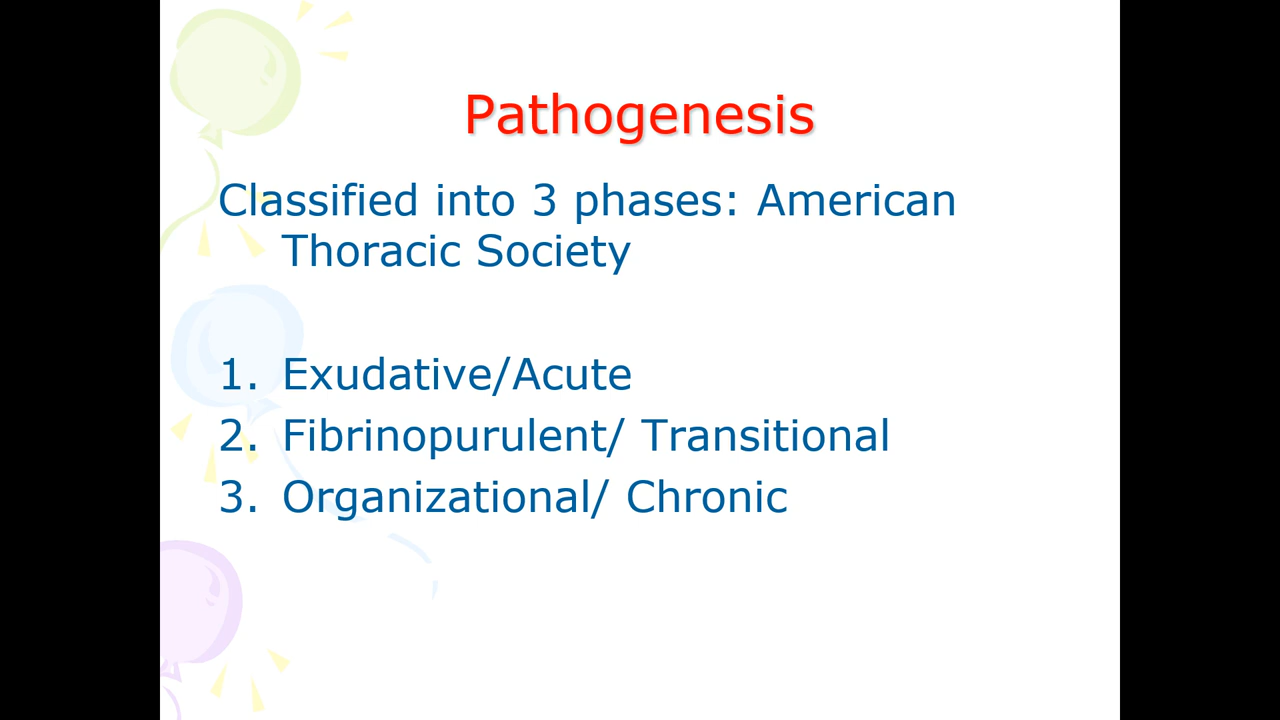 Pathogenesis
Classified into 3 phases: American
Thoracic Society
1. Exudative/Acute
2. Fibrinopurulent/ Transitional
3. Organizational/ Chronic